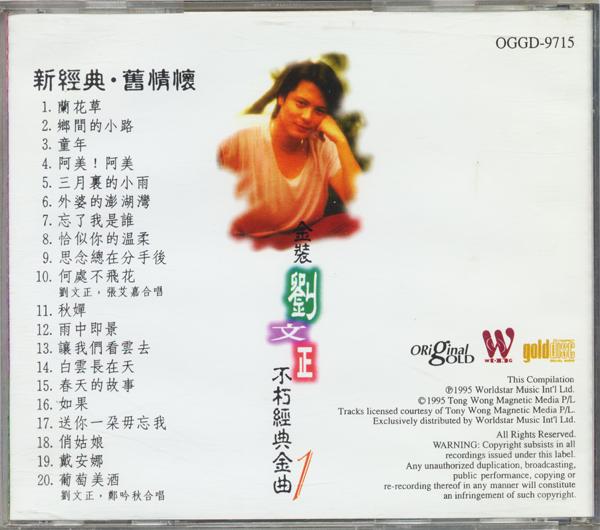 OGGD-9715
新經典·舊情懷
1. 蘭花草
2. 鄉間的小路
3. 童年
4. 阿美！阿美
5. 三月裏的小雨
6. 外婆的澎湖灣
7. 忘了我是誰
8. 恰似你的温柔
9. 思念總在分手後
10. 何處不飛花
劉文正，張艾嘉合唱
11. 秋嬋
12. 雨中即景
13. 讓我們看雲去
14. 白雲長在天
15. 春天的故事
16. 如果
17. 送你一朵毋忘我
18. 俏姑娘
19. 戴安娜
20. 葡萄美酒
劉文正，鄭吟秋合唱
金裝
劉文正
不朽經典金曲
1
ORiginal GOLD
W
gold disc
This Compilation
℗1995 Worldstar Music Int'l Ltd.
©1995 Tong Wong Magnetic Media P/L.
Tracks licensed courtesy of Tony Wong Magnetic Media P/L.
Exclusively distributed by Worldstar Music Int'l Ltd.
All Rights Reserved.
WARNING: Copyright subsists in all
recordings issued under this label.
Any unauthorized duplication, broadcasting,
public performance, copying or
re-recording thereof in any manner will constitute
an infringement of such copyright.